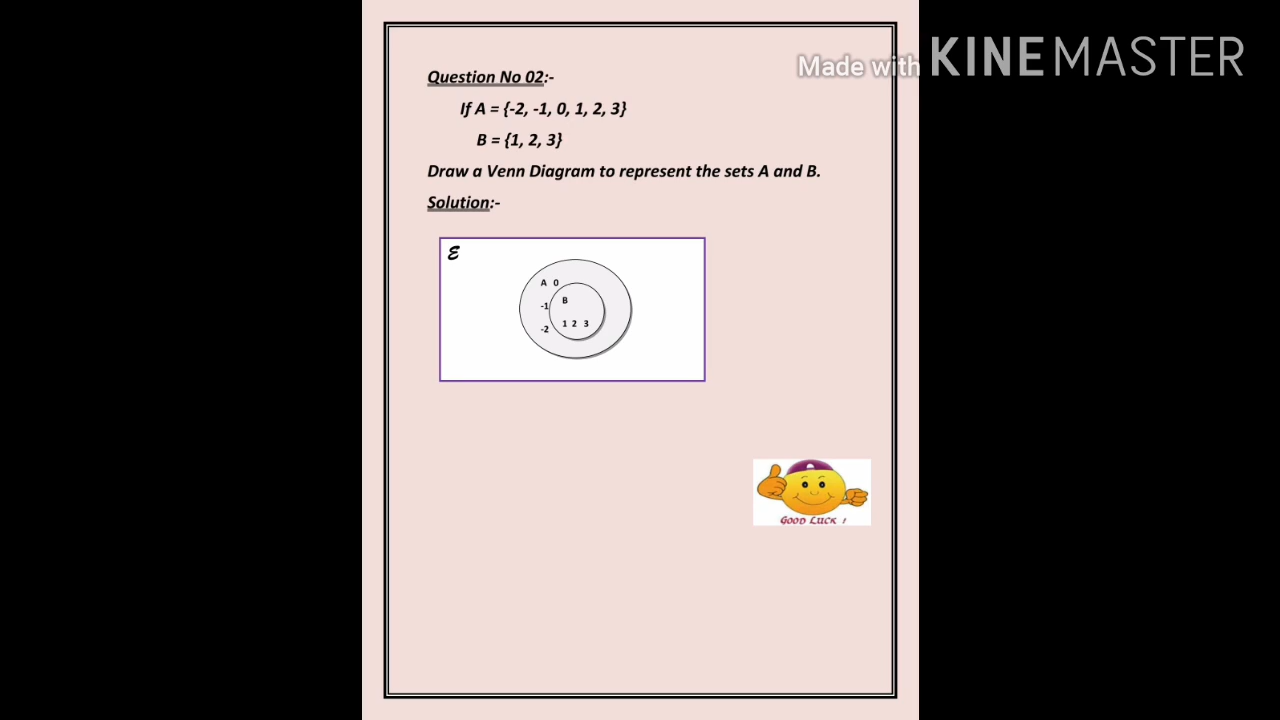 Made with KINEMASTER
Question No 02:-
If A = {-2, -1, 0, 1, 2, 3}
B = {1, 2, 3}
Draw a Venn Diagram to represent the sets A and B.
Solution:-
ℰ
A 0
B
-1
1 2 3
-2
GOOD LUCK !